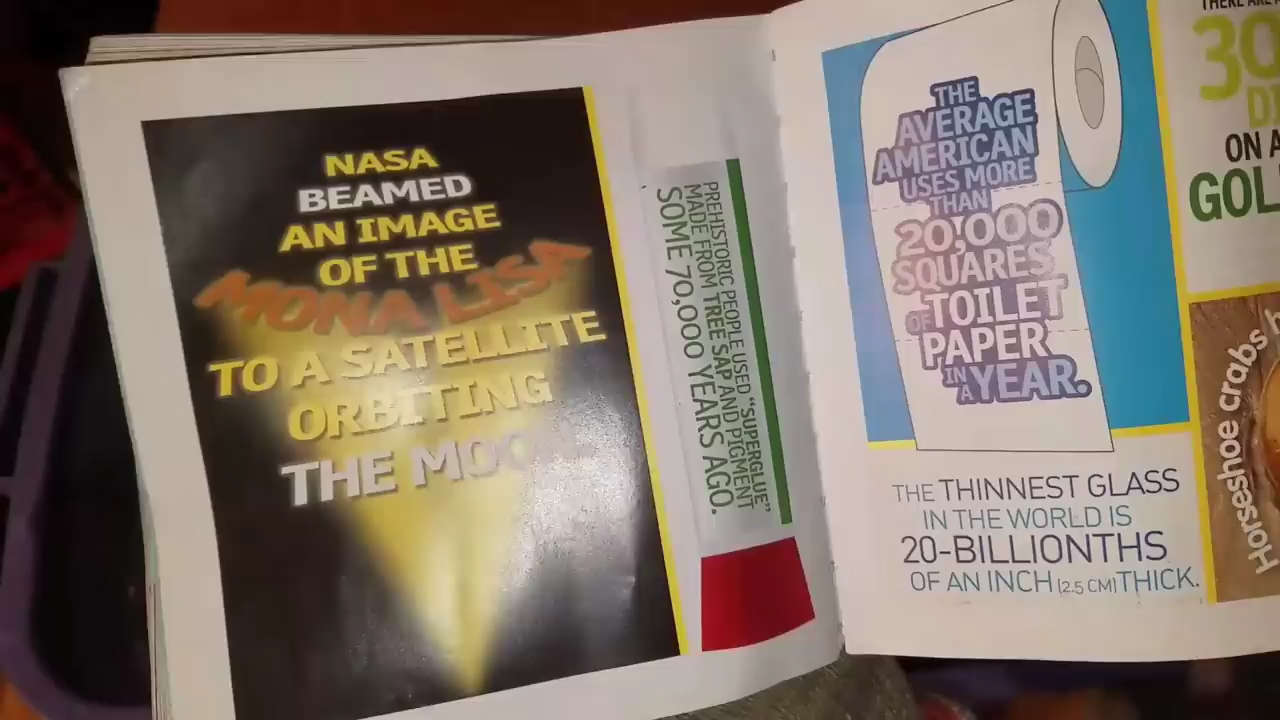 NASA
BEAMED
AN IMAGE
OF THE
MONA LISA
TO A SATELLITE
ORBITING
THE MOON.
PREHISTORIC PEOPLE USED “SUPERGLUE”
MADE FROM TREE SAP AND PIGMENT
SOME 70,000 YEARS AGO.
THE
AVERAGE
AMERICAN
USES MORE
THAN
20,000
SQUARES
OF TOILET
PAPER
IN
A YEAR.
THE THINNEST GLASS
IN THE WORLD IS
20-BILLIONTHS
OF AN INCH (2.5 CM) THICK.
THERE ARE
30
ON A
Horseshoe crabs